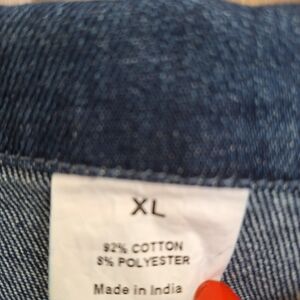 XL
92% COTTON
8% POLYESTER
Made in India